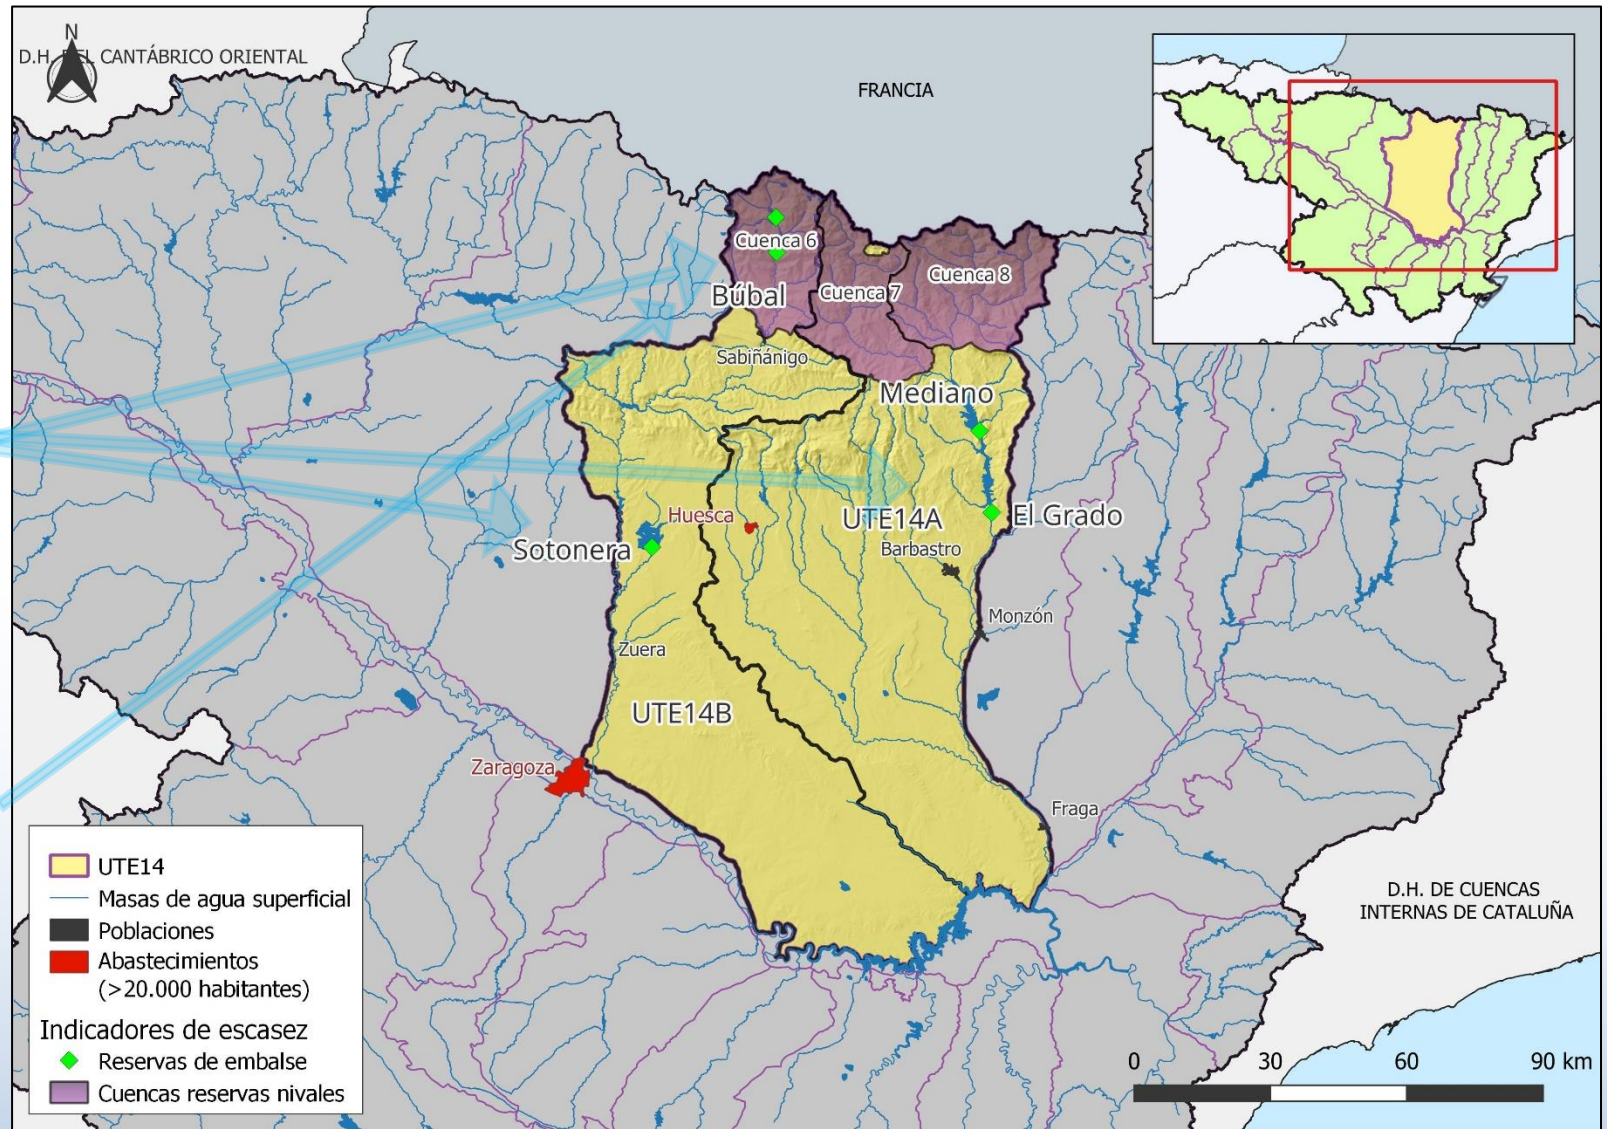 N
D.H. DEL CANTÁBRICO ORIENTAL
FRANCIA
Cuenca 6
Cuenca 7
Cuenca 8
Búbal
Sabiñánigo
Mediano
Huesca
UTE14A
El Grado
Sotonera
Barbastro
Monzón
Zuera
UTE14B
Zaragoza
Fraga
D.H. DE CUENCAS
INTERNAS DE CATALUÑA
UTE14
Masas de agua superficial
Poblaciones
Abastecimientos
(>20.000 habitantes)
Indicadores de escasez
Reservas de embalse
Cuencas reservas nivales
0 30 60 90 km